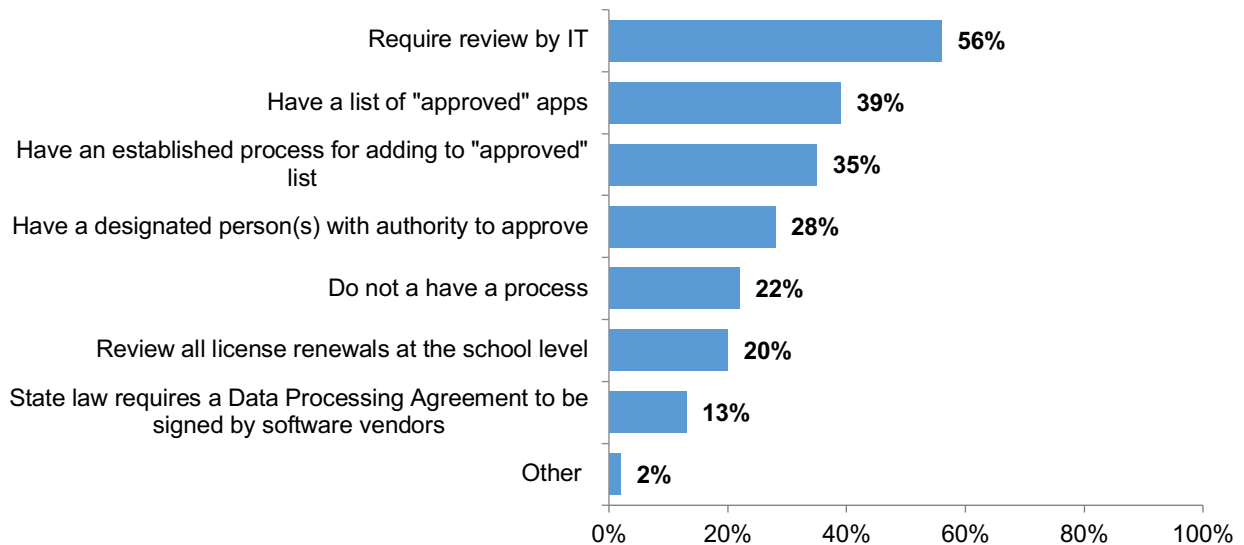 Require review by IT
56%
Have a list of "approved" apps
39%
Have an established process for adding to "approved"
list
35%
Have a designated person(s) with authority to approve
28%
Do not a have a process
22%
Review all license renewals at the school level
20%
State law requires a Data Processing Agreement to be
signed by software vendors
13%
Other
2%
0% 20% 40% 60% 80% 100%